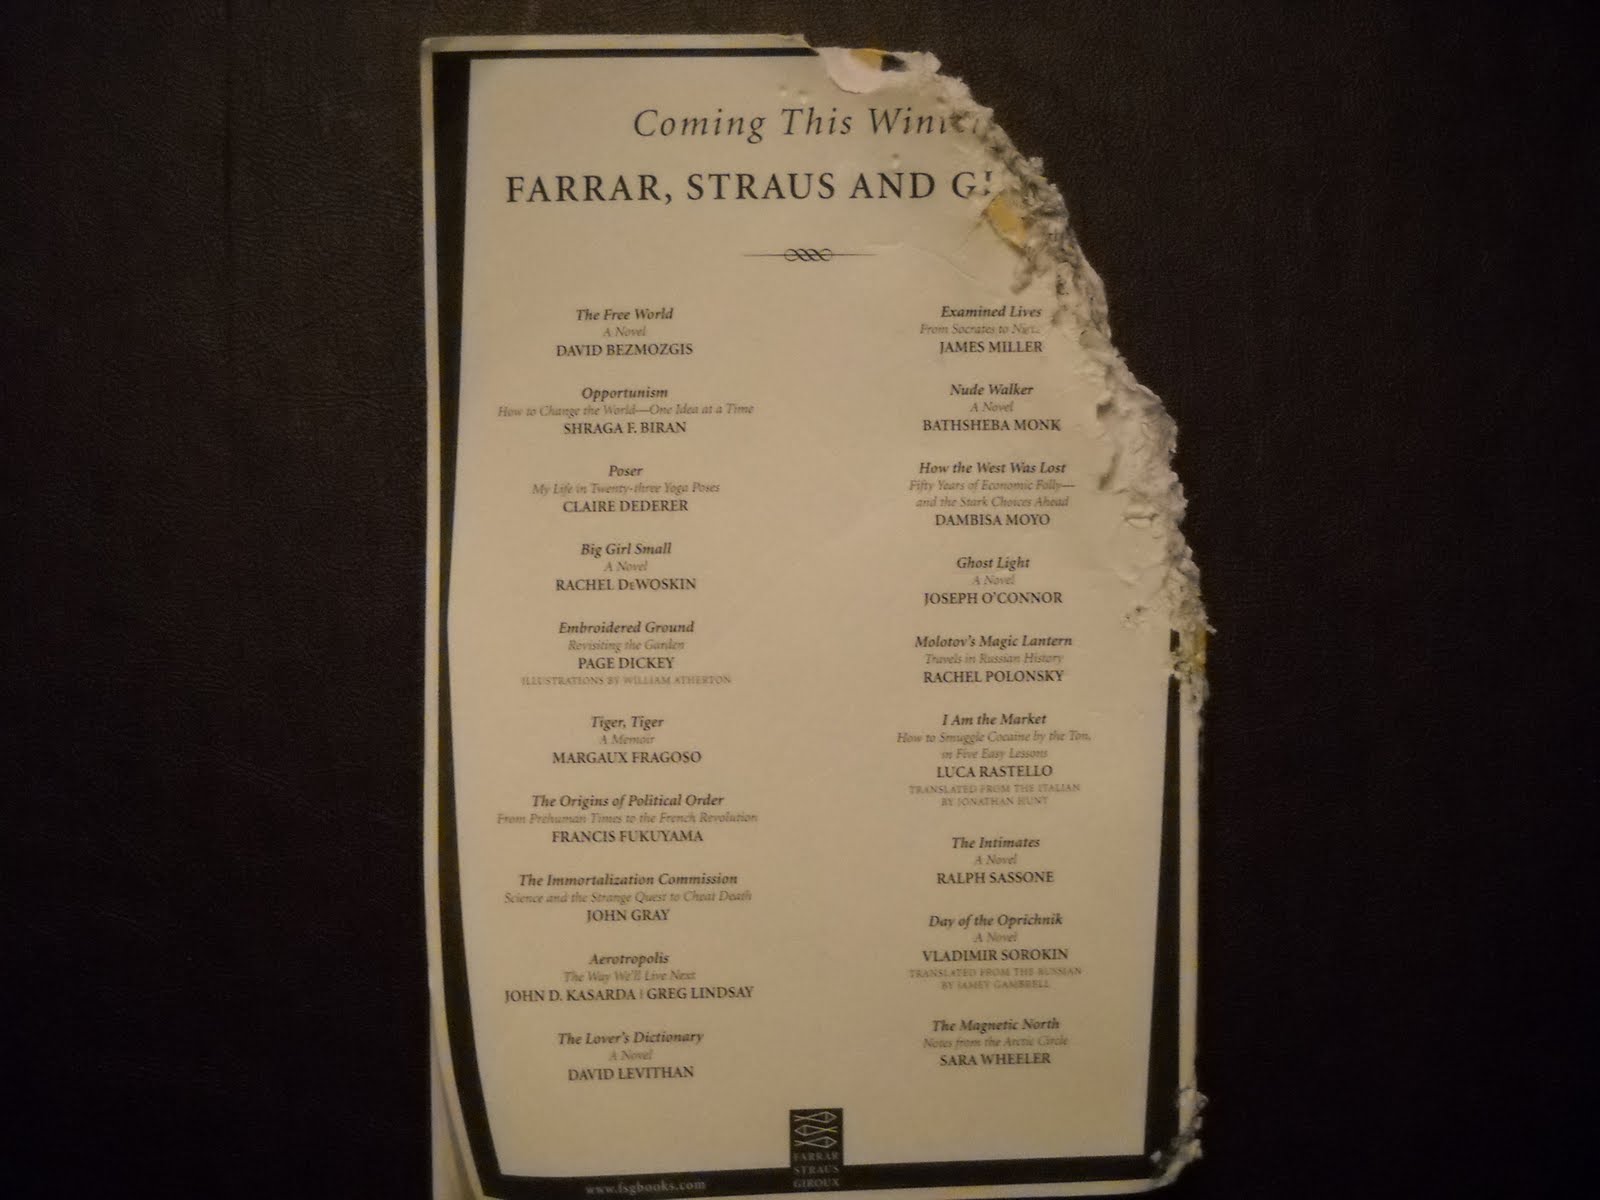 Coming This
FARRAR, STRAUS AND
The Free World
A Novel
DAVID BEZMOZGIS
Opportunism
How to Change the World—One Idea at a Time
SHRAGA F. BIRAN
Poser
My Life in Twenty-three Yoga Poses
CLAIRE DEDERER
Big Girl Small
A Novel
RACHEL DeWOSKIN
Embroidered Ground
Revisiting the Garden
PAGE DICKEY
ILLUSTRATIONS BY WILLIAM ATHERTON
Tiger, Tiger
A Memoir
MARGAUX FRAGOSO
The Origins of Political Order
From Prehuman Times to the French Revolution
FRANCIS FUKUYAMA
The Immortalization Commission
Science and the Strange Quest to Cheat Death
JOHN GRAY
Aerotropolis
The Way We'll Live Next
JOHN D. KASARDA | GREG LINDSAY
The Lover's Dictionary
A Novel
DAVID LEVITHAN
Examined Lives
From Socrates to
JAMES MILLER
Nude Walker
A Novel
BATHSHEBA MONK
How the West Was Lost
Fifty Years of Economic Folly—
and the Stark Choices Ahead
DAMBISA MOYO
Ghost Light
A Novel
JOSEPH O'CONNOR
Molotov's Magic Lantern
Travels in Russian History
RACHEL POLONSKY
I Am the Market
How to Smuggle Cocaine by the Ton,
in Five Easy Lessons
LUCA RASTELLO
TRANSLATED FROM THE ITALIAN
BY JONATHAN HUNT
The Intimates
A Novel
RALPH SASSONE
Day of the Oprichnik
A Novel
VLADIMIR SOROKIN
TRANSLATED FROM THE RUSSIAN
BY JAMEY GAMBRELL
The Magnetic North
Notes from the Arctic Circle
SARA WHEELER
FARRAR
STRAUS
GIROUX
www.fsgbooks.com